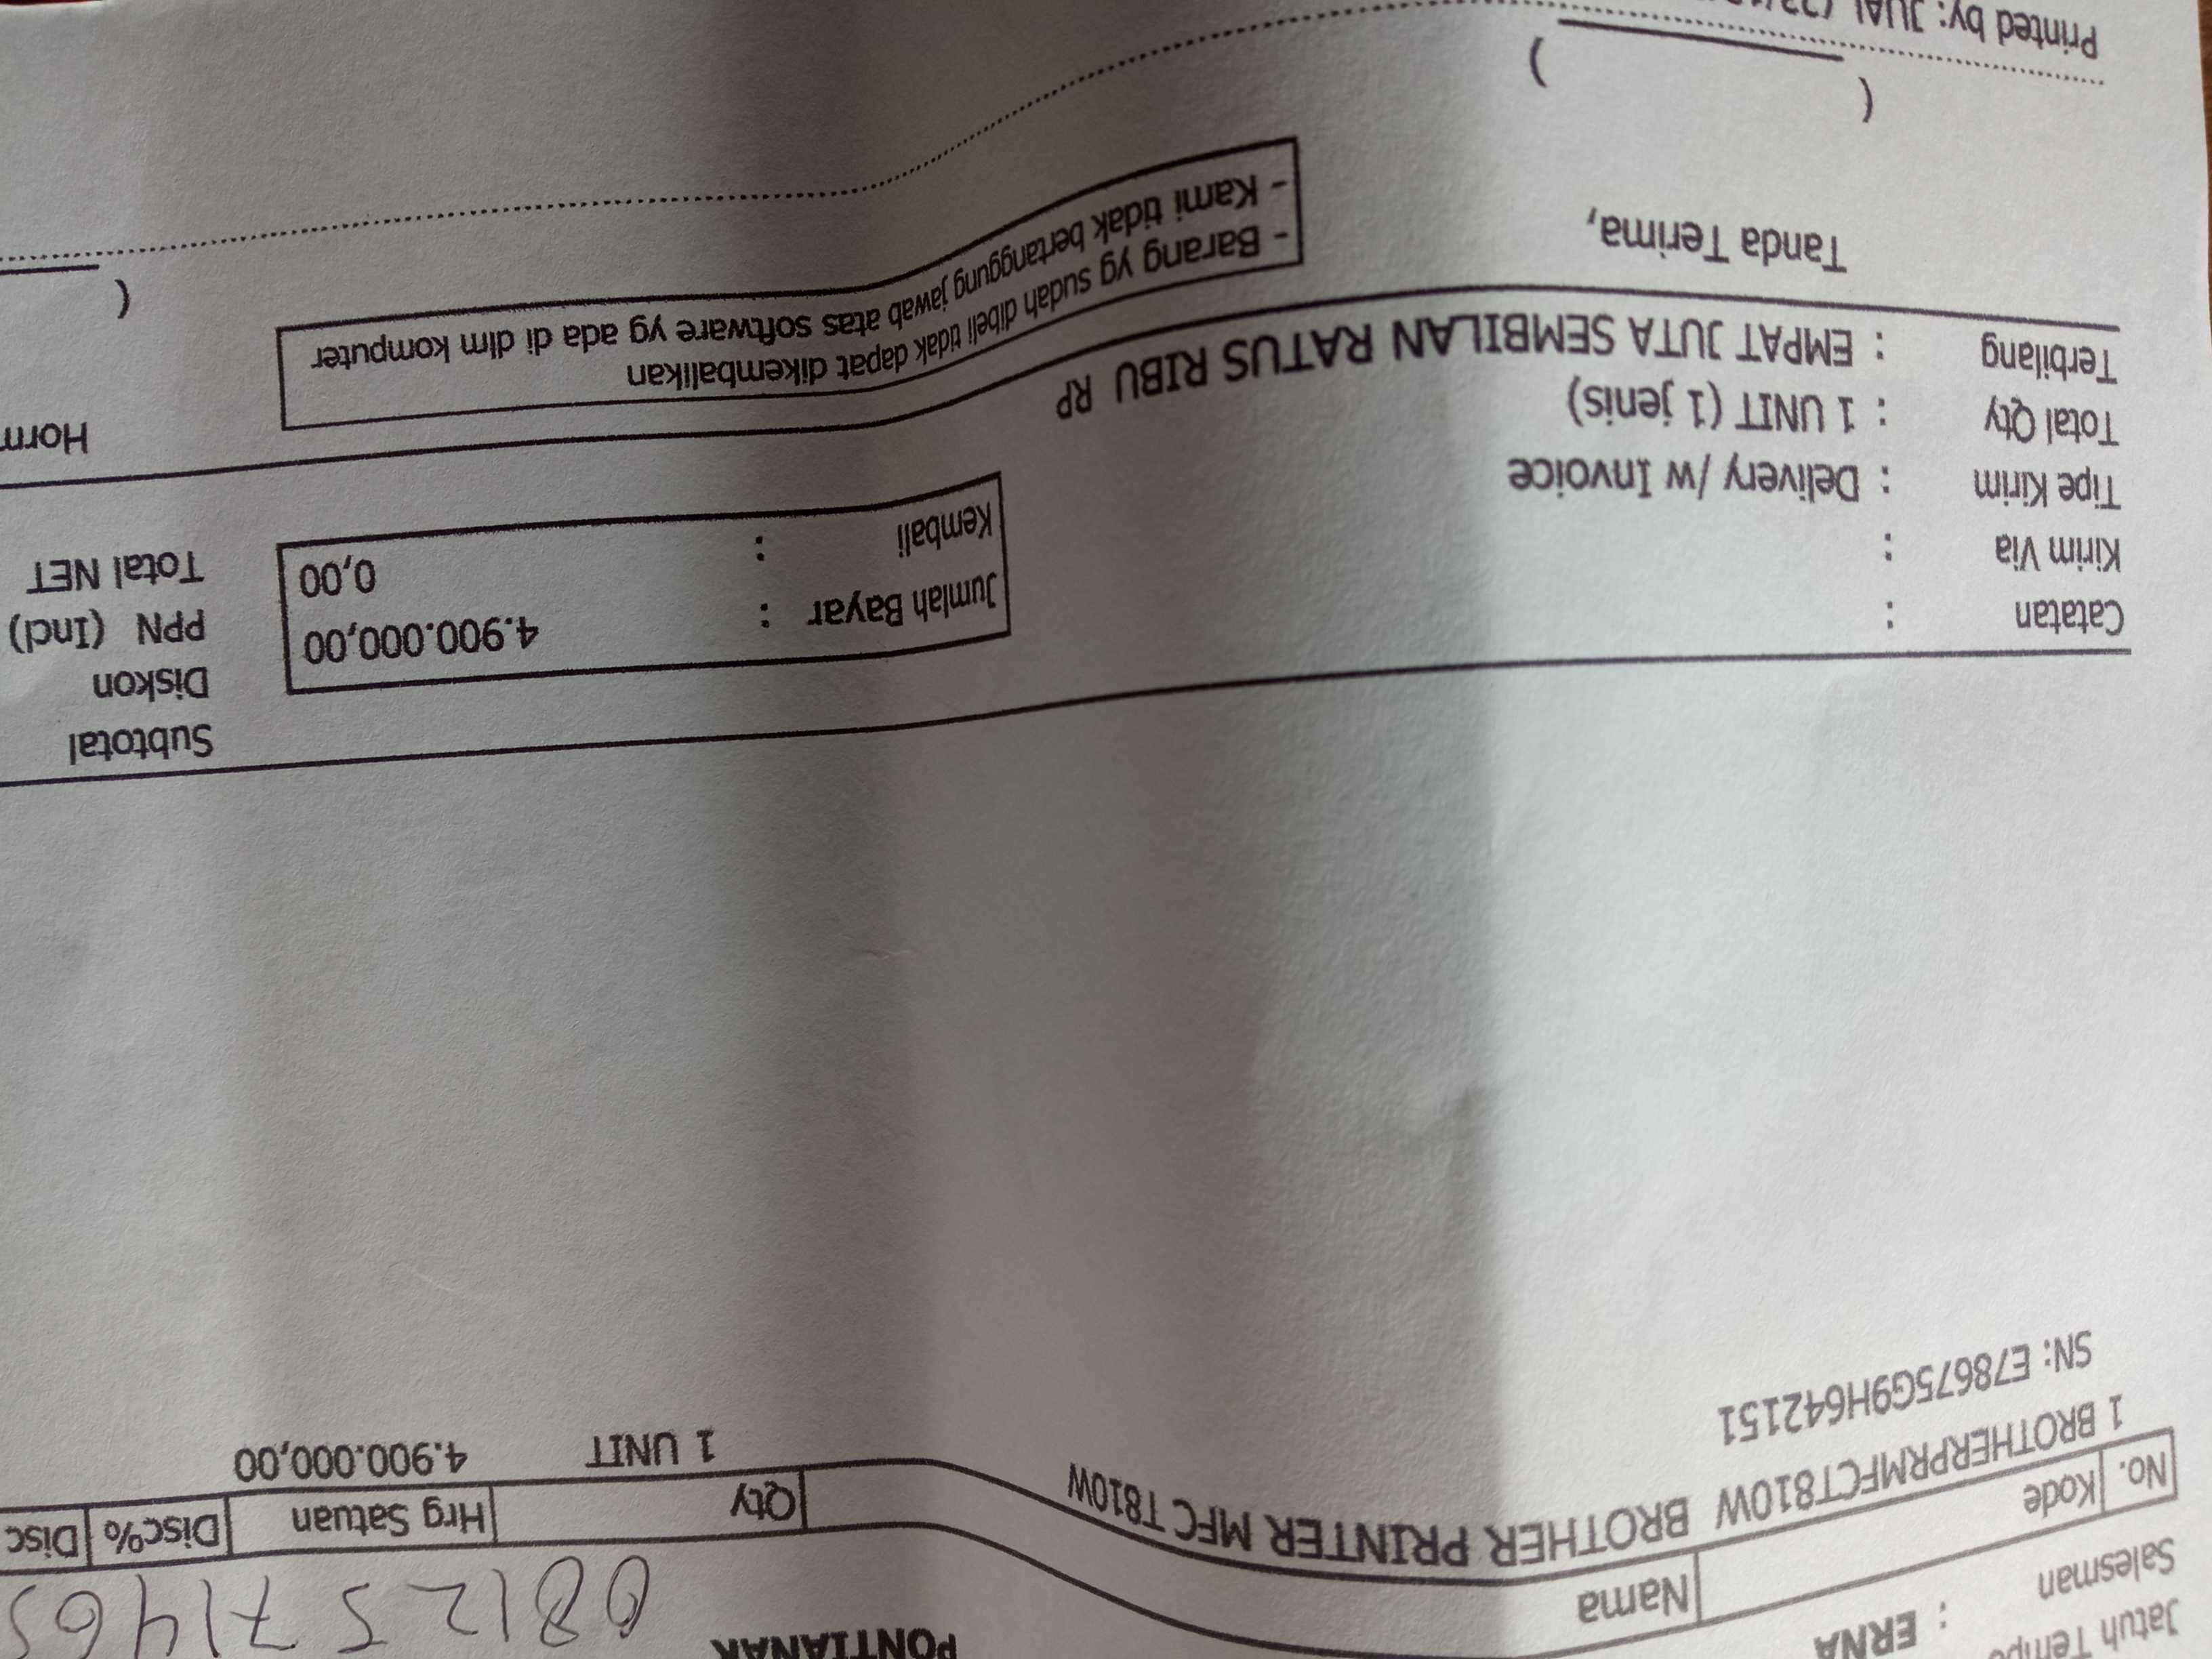 PONTIANAK
Jatuh Temp
Salesman : ERNA
0812 5 71465
No. Kode Nama Qty Hrg Satuan Disc% Disc
1 BROTHERPRMFCT810W BROTHER PRINTER MFC T810W 1 UNIT 4.900.000,00
SN: E78675G9H642151
Catatan :
Kirim Via :
Tipe Kirim : Delivery /w Invoice
Total Qty : 1 UNIT (1 jenis)
Terbilang : EMPAT JUTA SEMBILAN RATUS RIBU RP
Jumlah Bayar : 4.900.000,00
Kembali : 0,00
Subtotal
Diskon
PPN (Incl)
Total NET
Tanda Terima,
- Barang yg sudah dibeli tidak dapat dikembalikan
- Kami tidak bertanggung jawab atas software yg ada di dlm komputer
Horm
( )
(
Printed by: JUAL